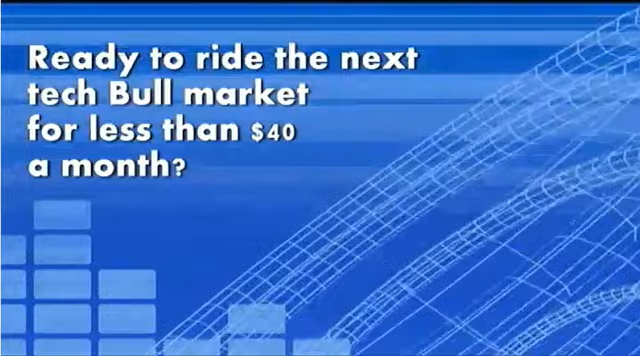 Ready to ride the next
tech Bull market
for less than $40
a month?